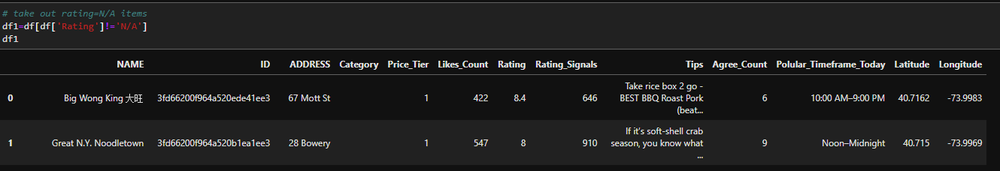 # take out rating=N/A items
df1=df[df['Rating']!='N/A']
df1
NAME ID ADDRESS Category Price_Tier Likes_Count Rating Rating_Signals Tips Agree_Count Polular_Timeframe_Today Latitude Longitude
0 Big Wong King 大旺 3fd66200f964a520ede41ee3 67 Mott St 1 422 8.4 646 Take rice box 2 go - BEST BBQ Roast Pork (beat... 6 10:00 AM–9:00 PM 40.7162 -73.9983
1 Great N.Y. Noodletown 3fd66200f964a520b1ea1ee3 28 Bowery 1 547 8 910 If it's soft-shell crab season, you know what ... 9 Noon–Midnight 40.715 -73.9969